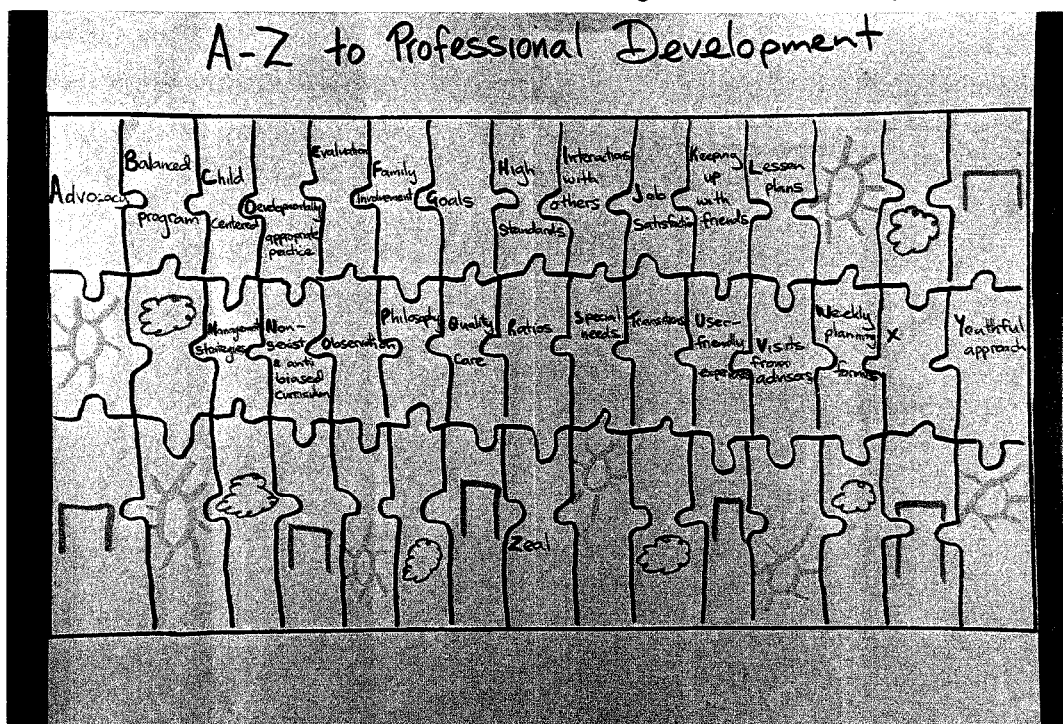 A-Z to Professional Development
Advocacy
Balanced
program
Child
Centered
Developmentally
appropriate
practice
Evaluation
Family
Involvement
Goals
High
Standards
Interactions
with
others
Job
Satisfaction
Keeping
up
with
friends
Lesson
plans
Management
Strategies
Non-
sexist
& anti
biased
curriculum
Observation
Philosophy
Quality
Care
Ratios
Special
needs
Transitions
User-
friendly
Visits
from
advisors
Weekly
planning
formats
X
Youthful
approach
Zeal